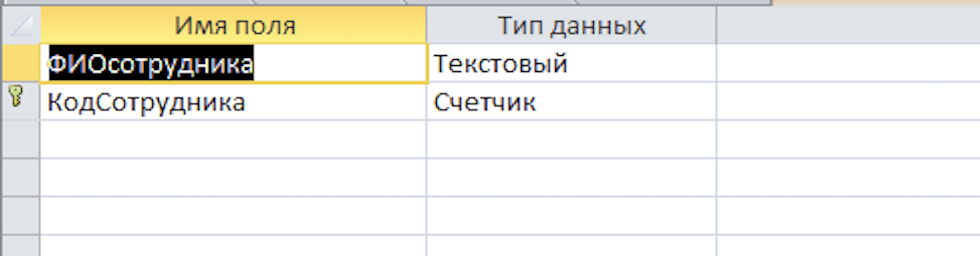 Имя поля Тип данных
ФИОсотрудника Текстовый
КодСотрудника Счетчик